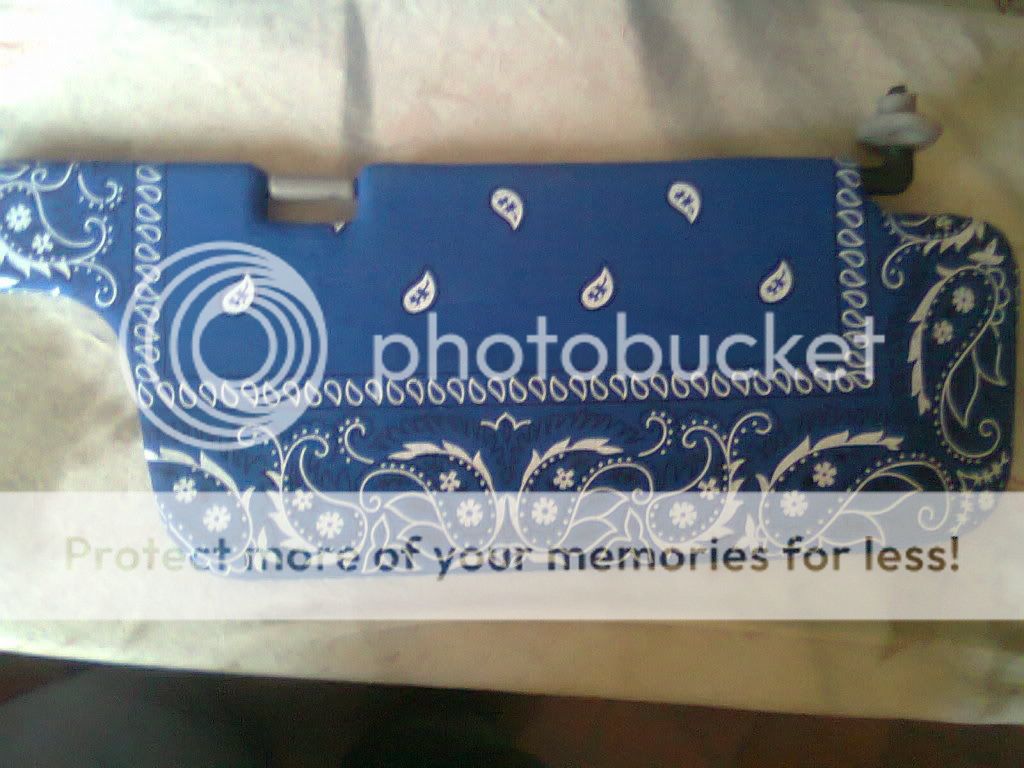 photobucket
Protect more of your memories for less!